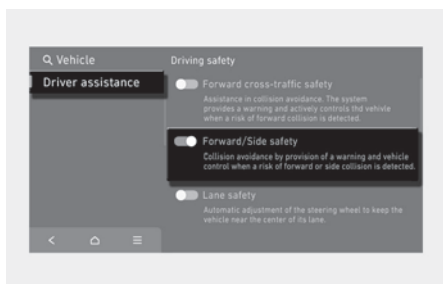 Vehicle
Driver assistance
Driving safety
Forward cross-traffic safety
Assistance in collision avoidance. The system
provides a warning and actively controls thd vehivle
when a risk of forward collision is detected.
Forward/Side safety
Collision avoidance by provision of a warning and vehicle
control when a risk of forward or side collision is detected.
Lane safety
Automatic adjustment of the steering wheel to keep the
vehicle near the center of its lane.